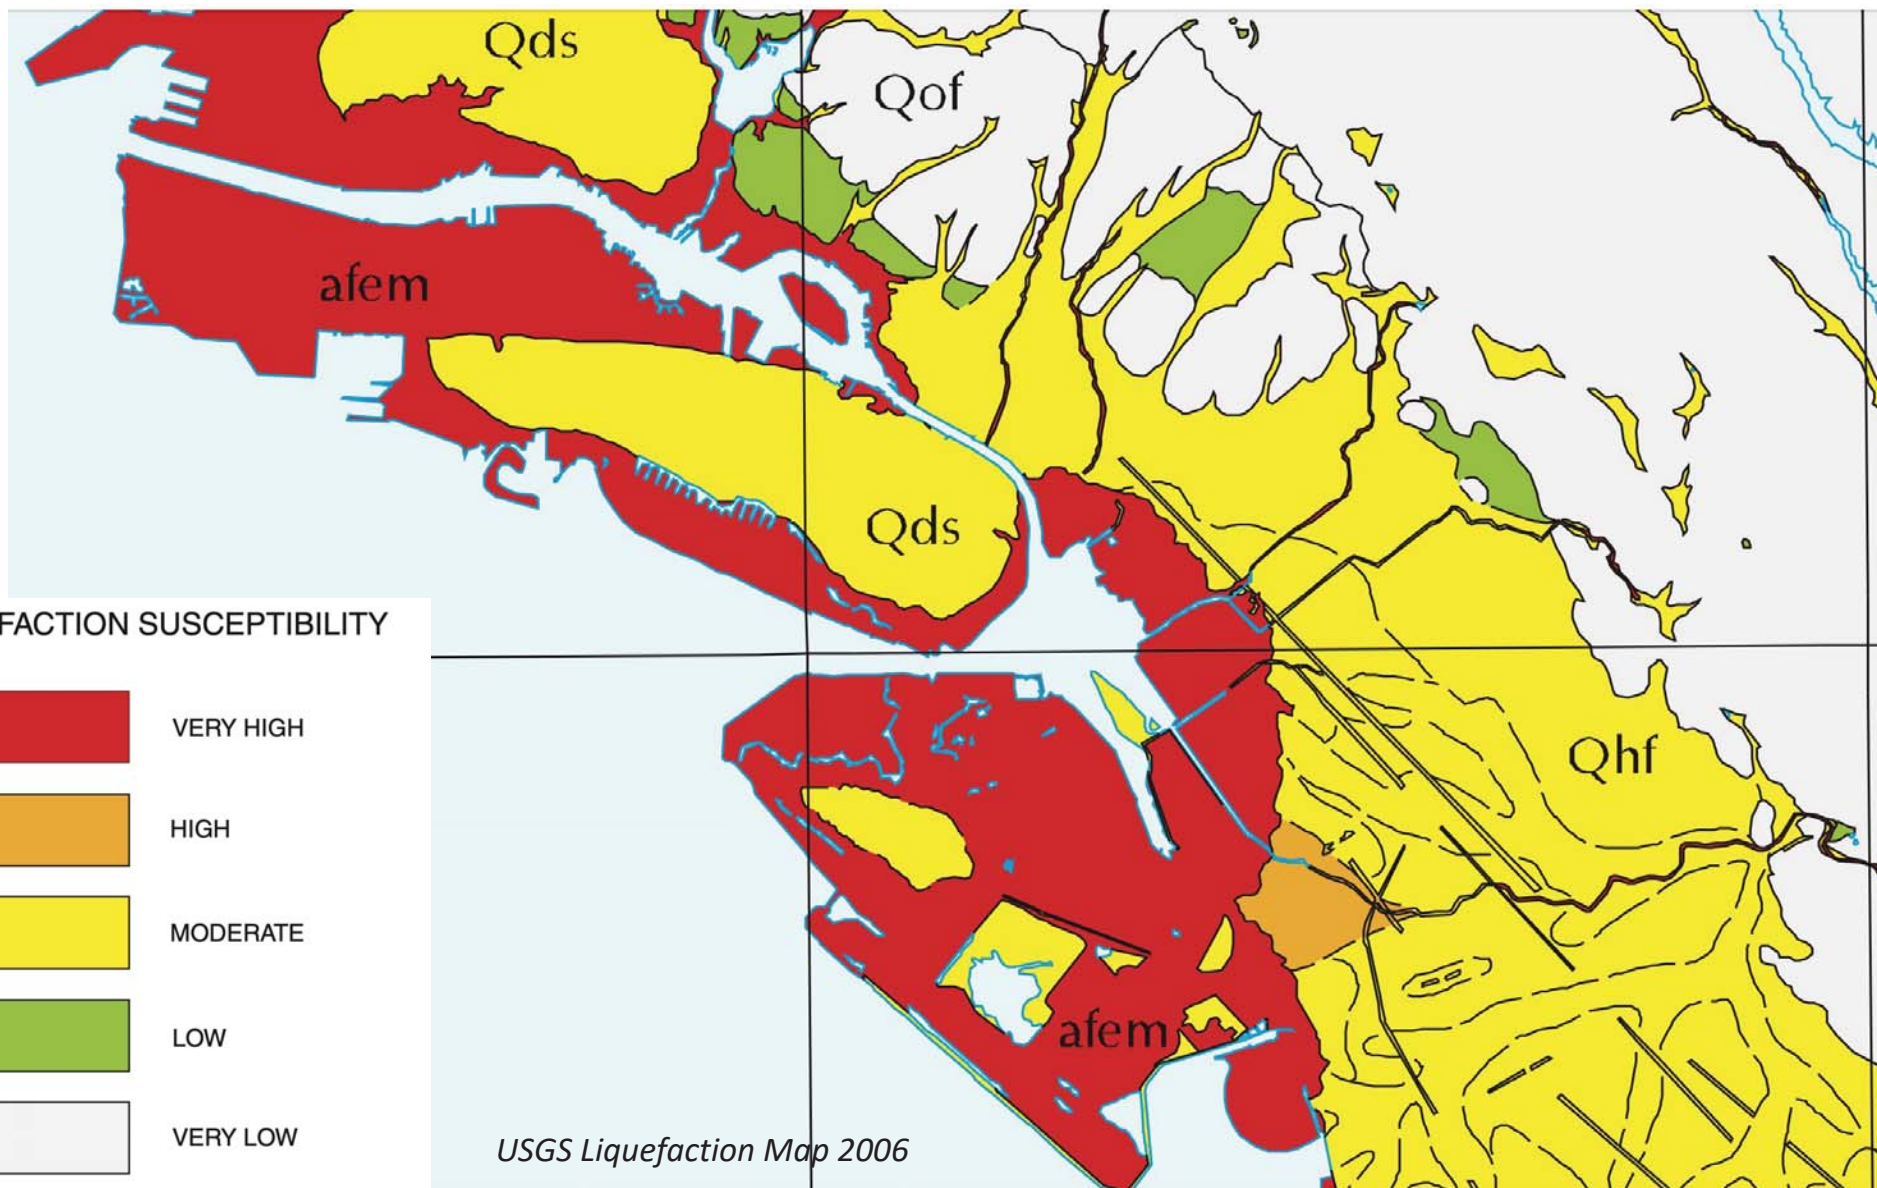 Qds
Qof
afem
Qds
FACTION SUSCEPTIBILITY
VERY HIGH
Qhf
HIGH
MODERATE
afem
LOW
VERY LOW
USGS Liquefaction Map 2006